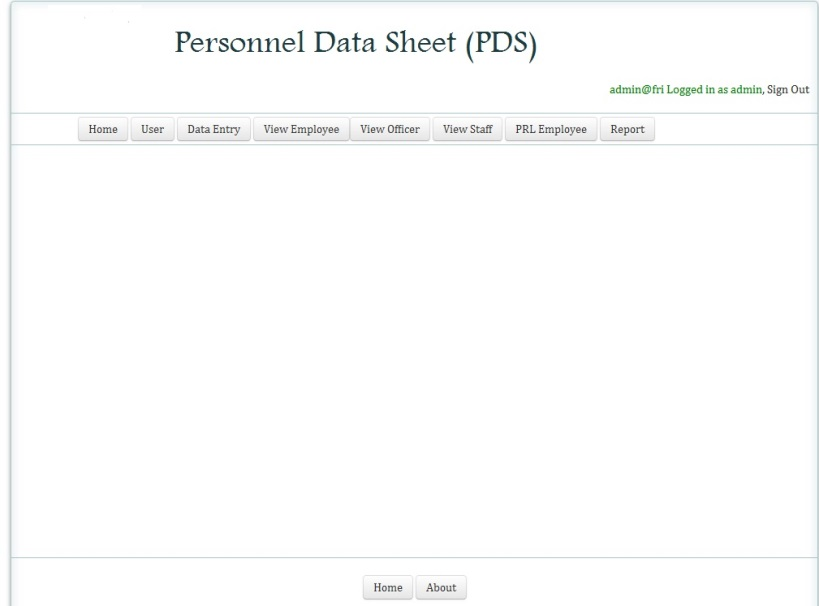 Personnel Data Sheet (PDS)
admin@fri Logged in as admin, Sign Out
Home User Data Entry View Employee View Officer View Staff PRL Employee Report
Home About